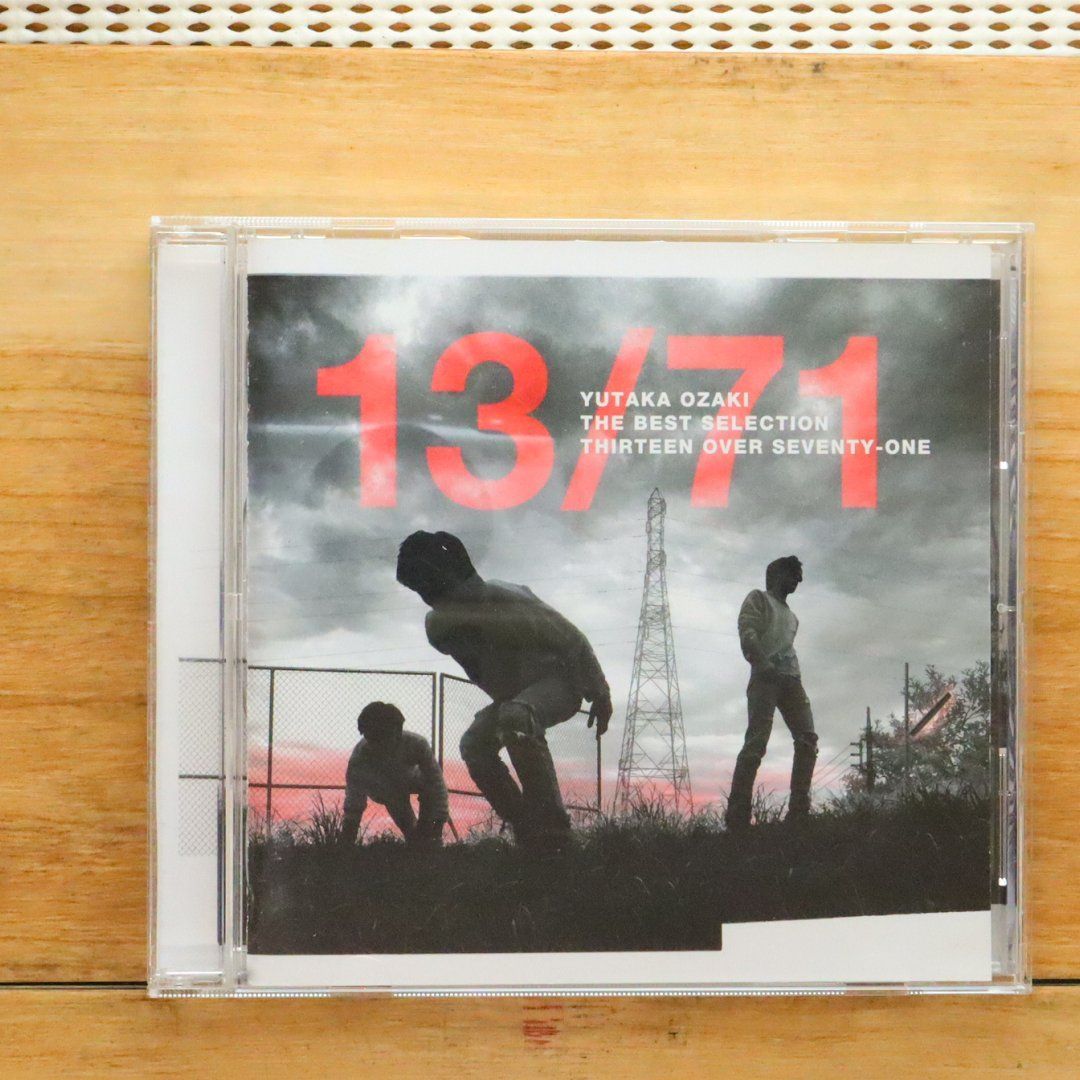 13/71
YUTAKA OZAKI
THE BEST SELECTION
THIRTEEN OVER SEVENTY-ONE